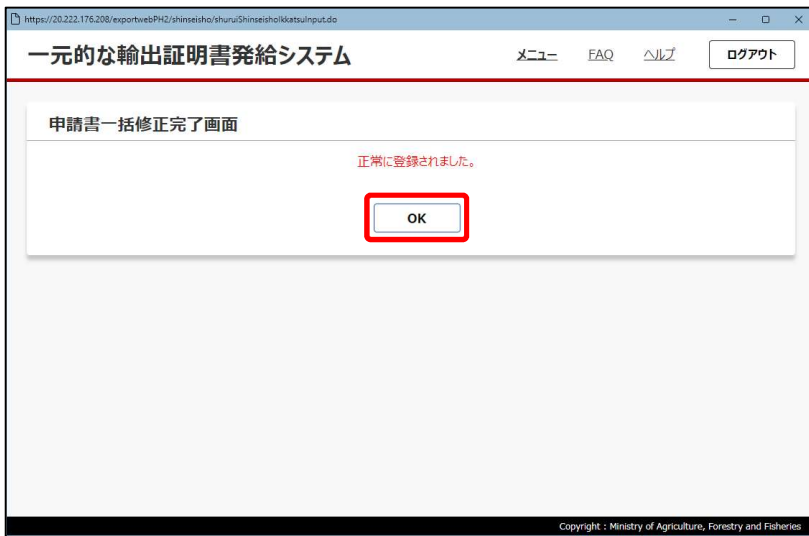 https://20.222.176.208/exportwebPH2/shinseisho/shuruiShinseishoIkkatsuInput.do
一元的な輸出証明書発給システム
メニュー FAQ ヘルプ ログアウト
申請書一括修正完了画面
正常に登録されました。
OK
Copyright : Ministry of Agriculture, Forestry and Fisheries